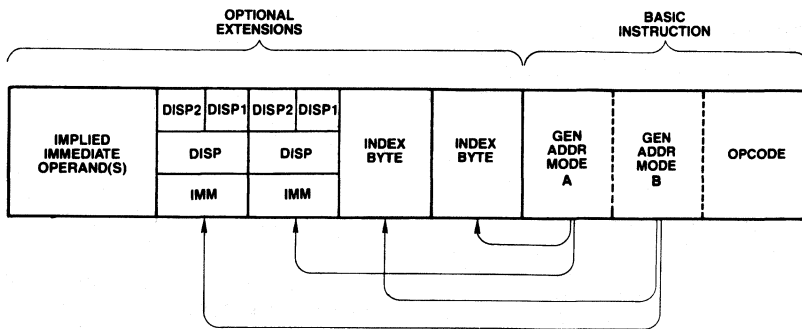 OPTIONAL
EXTENSIONS
BASIC
INSTRUCTION
IMPLIED
IMMEDIATE
OPERAND(S)
DISP2 DISP1 DISP2 DISP1
DISP DISP
IMM IMM
INDEX
BYTE
INDEX
BYTE
GEN
ADDR
MODE
A
GEN
ADDR
MODE
B
OPCODE